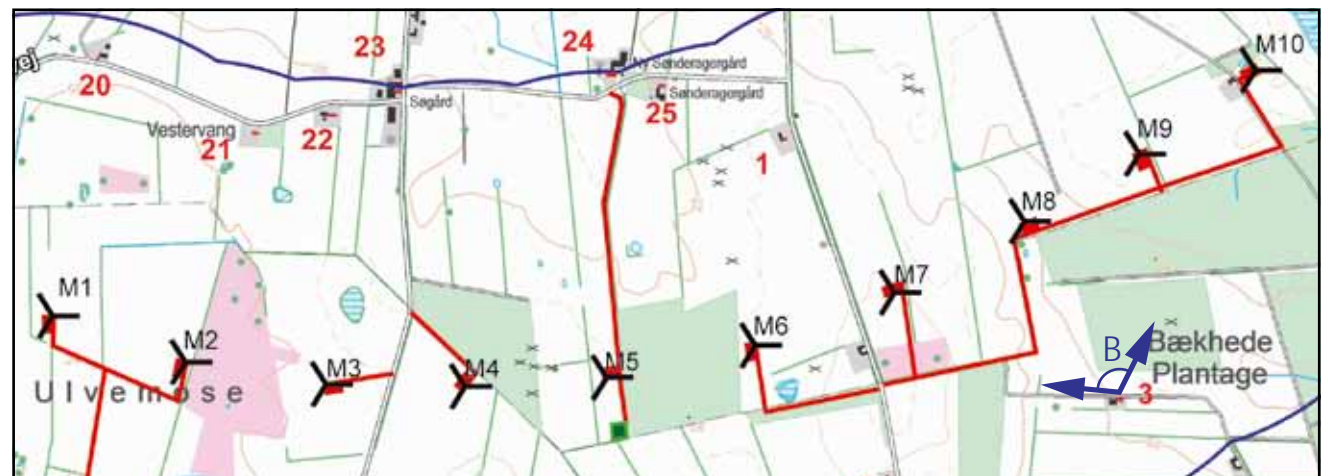 23
24
Ny Sønderagergård
M10
ej
20
Søgård
25
Sønderagergård
Vestervang
21
22
1
M9
M8
M1
M7
M2
M6
M3
M4
M5
B
Bækhede
Plantage
Ulvemose
3